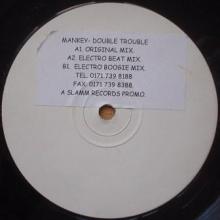 MANKEY- DOUBLE TROUBLE
A1. ORIGINAL MIX.
A2. ELECTRO BEAT MIX.
B1. ELECTRO BOOGIE MIX.
TEL. 0171 739 8188
FAX. 0171 739 8388.
A SLAMM RECORDS PROMO.